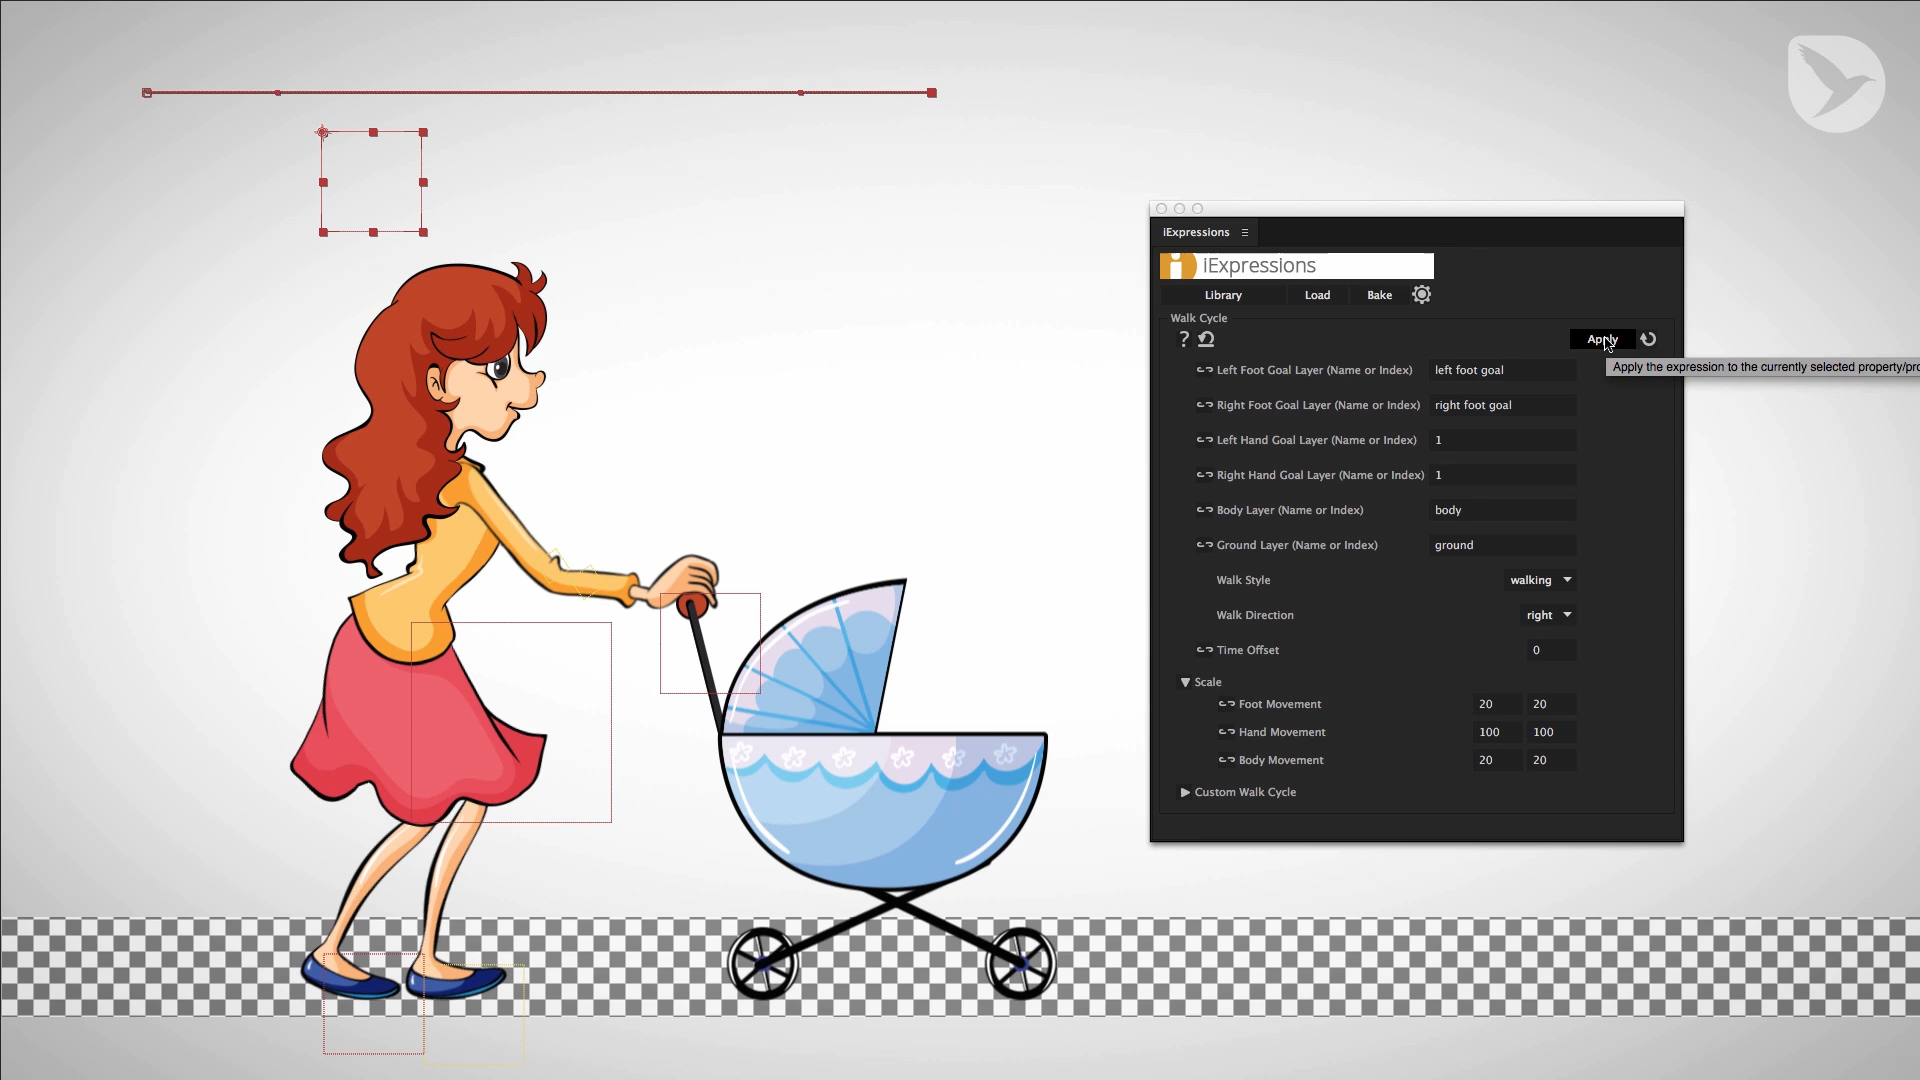 iExpressions
iExpressions
Library Load Bake
Walk Cycle
? Apply
Apply the expression to the currently selected property/pro
Left Foot Goal Layer (Name or Index) left foot goal
Right Foot Goal Layer (Name or Index) right foot goal
Left Hand Goal Layer (Name or Index) 1
Right Hand Goal Layer (Name or Index) 1
Body Layer (Name or Index) body
Ground Layer (Name or Index) ground
Walk Style walking
Walk Direction right
Time Offset 0
Scale
Foot Movement 20 20
Hand Movement 100 100
Body Movement 20 20
Custom Walk Cycle